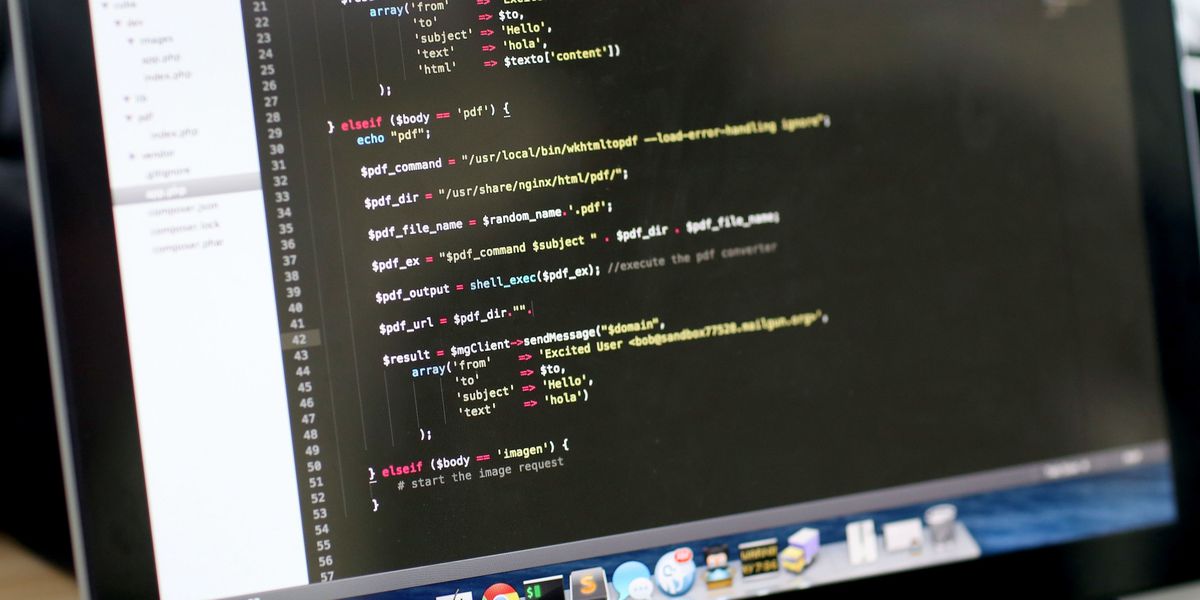 dev
images
app.php
index.php
lib
pdf
index.php
vendor
.gitignore
app.php
composer.json
composer.lock
composer.phar
21
22 array('from' =>
23 'to' => $to,
24 'subject' => 'Hello',
25 'text' => 'hola',
26 'html' => $texto['content'])
27 );
28
29 } elseif ($body == 'pdf') {
30 echo "pdf";
31
32 $pdf_command = "/usr/local/bin/wkhtmltopdf --load-error-handling ignore";
33
34 $pdf_dir = "/usr/share/nginx/html/pdf/";
35
36 $pdf_file_name = $random_name.'.pdf';
37
38 $pdf_ex = "$pdf_command $subject " . $pdf_dir . $pdf_file_name;
39
40 $pdf_output = shell_exec($pdf_ex); //execute the pdf converter
41
42 $pdf_url = $pdf_dir."".
43
44 $result = $mgClient->sendMessage("$domain",
45 array('from' => 'Excited User <bob@sandbox77528.mailgun.org>',
46 'to' => $to,
47 'subject' => 'Hello',
48 'text' => 'hola')
49 );
50
51 } elseif ($body == 'imagen') {
52 # start the image request
53 }
54
55
56
57